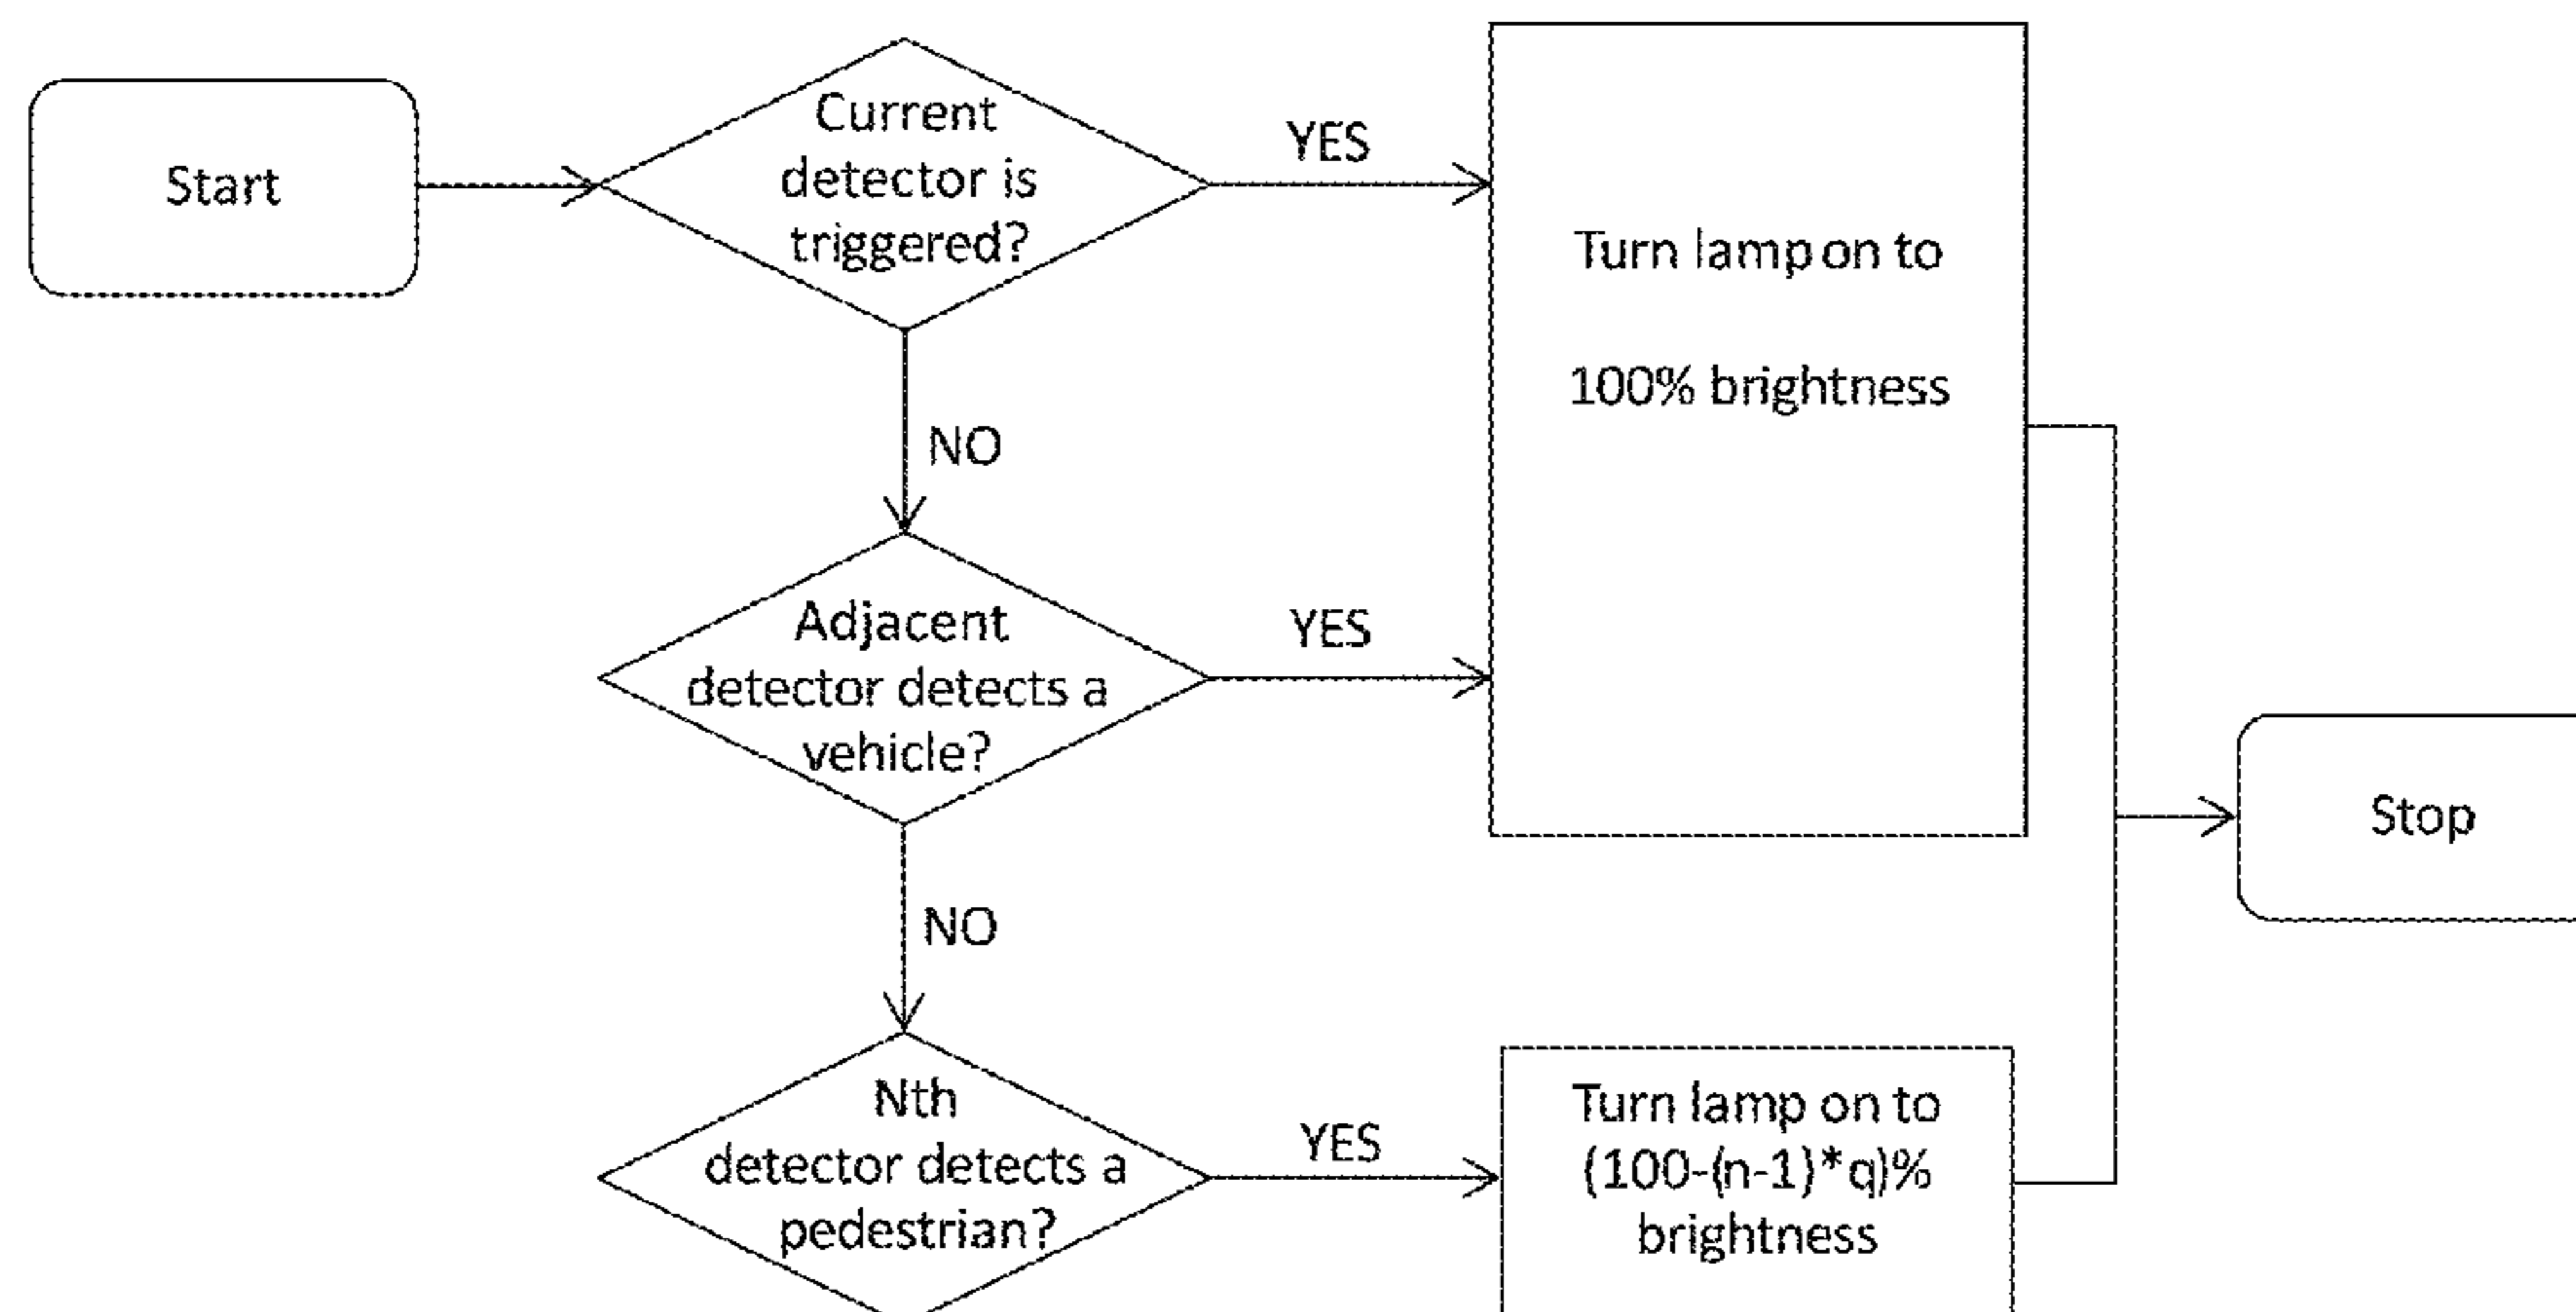 Start
Current
detector is
triggered?
YES
Turn lamp on to
100% brightness
NO
Adjacent
detector detects a
vehicle?
YES
Stop
NO
Nth
detector detects a
pedestrian?
YES
Turn lamp on to
(100-(n-1)*q)%
brightness